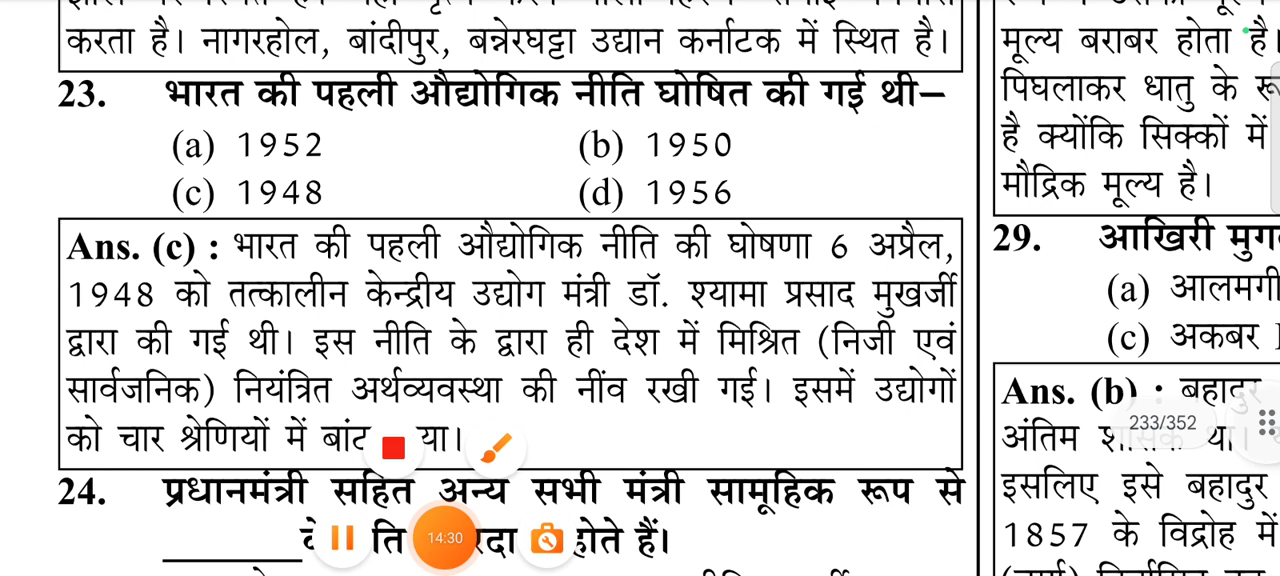 करता है। नागरहोल, बांदीपुर, बन्नेरघट्टा उद्यान कर्नाटक में स्थित है।
23. भारत की पहली औद्योगिक नीति घोषित की गई थी–
(a) 1952 (b) 1950
(c) 1948 (d) 1956
Ans. (c) : भारत की पहली औद्योगिक नीति की घोषणा 6 अप्रैल,
1948 को तत्कालीन केन्द्रीय उद्योग मंत्री डॉ. श्यामा प्रसाद मुखर्जी
द्वारा की गई थी। इस नीति के द्वारा ही देश में मिश्रित (निजी एवं
सार्वजनिक) नियंत्रित अर्थव्यवस्था की नींव रखी गई। इसमें उद्योगों
को चार श्रेणियों में बांट
24. प्रधानमंत्री सहित अन्य सभी मंत्री सामूहिक रूप से
होते हैं।
14:30
मूल्य बराबर होता है।
पिघलाकर धातु के
है क्योंकि सिक्कों में
मौद्रिक मूल्य है।
29. आखिरी
(a)
(c) अकबर
Ans. (b) : बहादुर
233/352
अंतिम
इसलिए इसे बहादुर
1857 के विद्रोह में